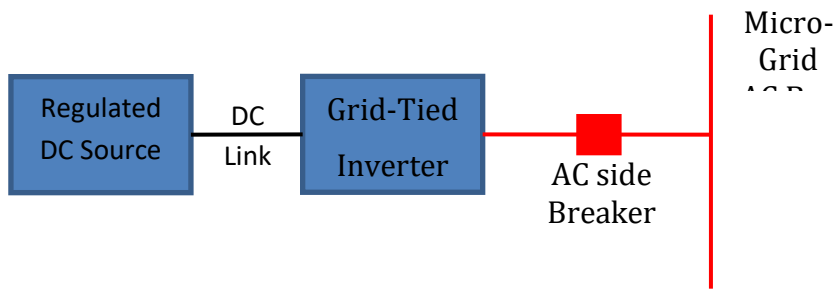 Micro-
Grid
Regulated
DC Source
DC
Link
Grid-Tied
Inverter
AC side
Breaker